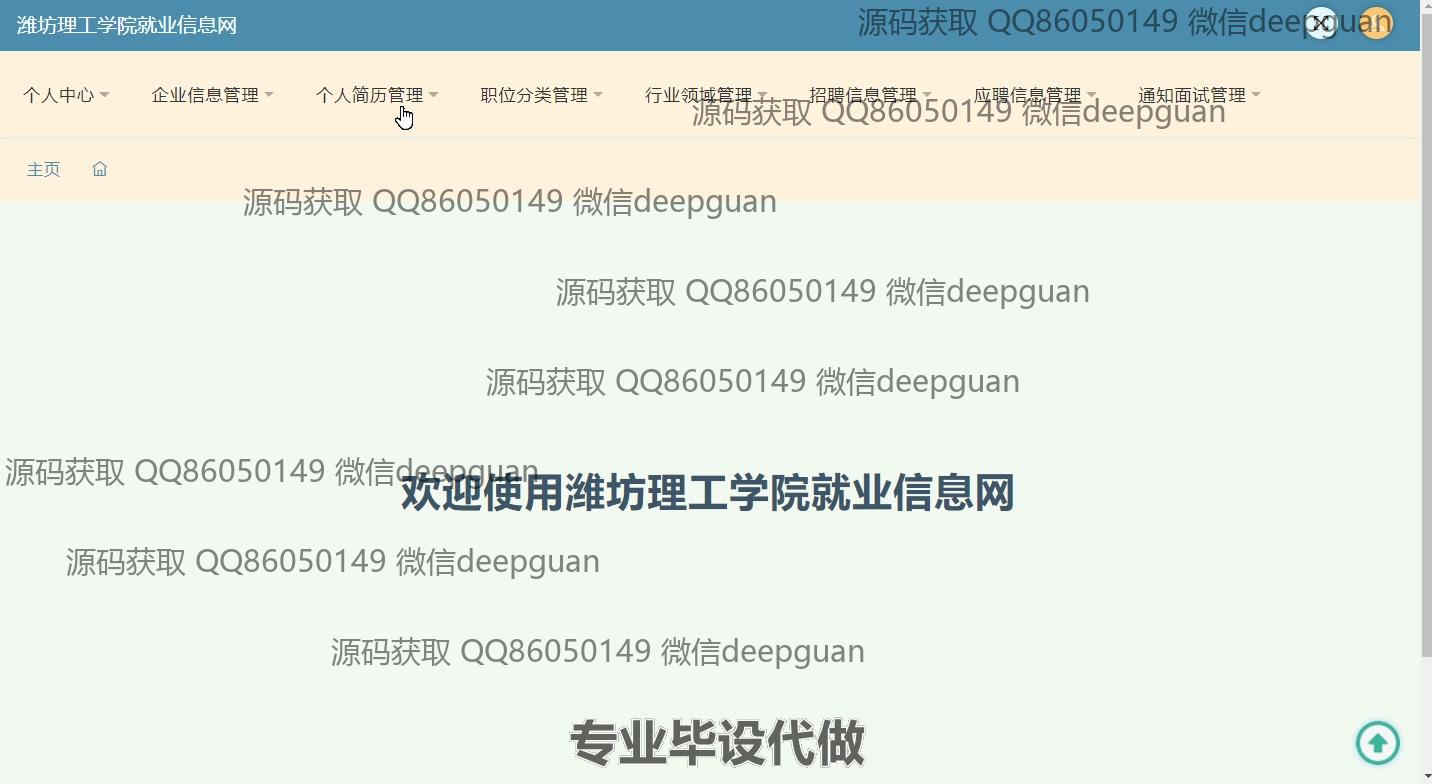 潍坊理工学院就业信息网
源码获取 QQ86050149 微信deepguan
个人中心 企业信息管理 个人简历管理 职位分类管理 行业领域管理 招聘信息管理 应聘信息管理 通知面试管理
源码获取 QQ86050149 微信deepguan
主页
源码获取 QQ86050149 微信deepguan
源码获取 QQ86050149 微信deepguan
源码获取 QQ86050149 微信deepguan
源码获取 QQ86050149 微信deepguan
欢迎使用潍坊理工学院就业信息网
源码获取 QQ86050149 微信deepguan
源码获取 QQ86050149 微信deepguan
专业毕设代做